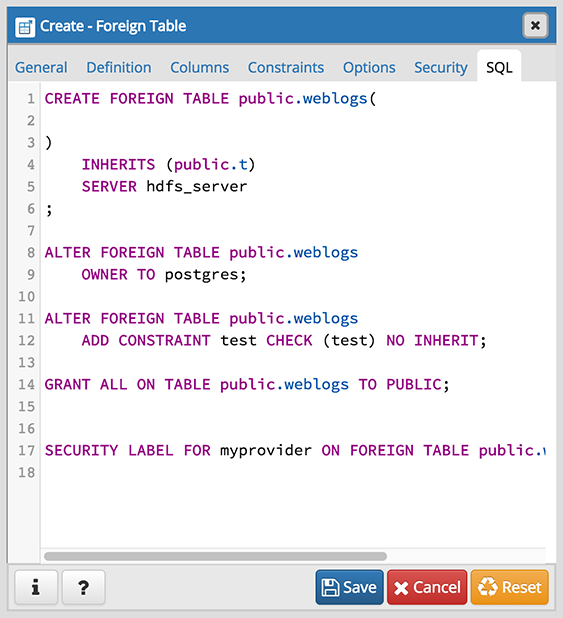 Create - Foreign Table
General Definition Columns Constraints Options Security SQL
1 CREATE FOREIGN TABLE public.weblogs(
2
3 )
4     INHERITS (public.t)
5     SERVER hdfs_server
6 ;
7
8 ALTER FOREIGN TABLE public.weblogs
9     OWNER TO postgres;
10
11 ALTER FOREIGN TABLE public.weblogs
12     ADD CONSTRAINT test CHECK (test) NO INHERIT;
13
14 GRANT ALL ON TABLE public.weblogs TO PUBLIC;
15
16
17 SECURITY LABEL FOR myprovider ON FOREIGN TABLE public.
18
i ? Save Cancel Reset